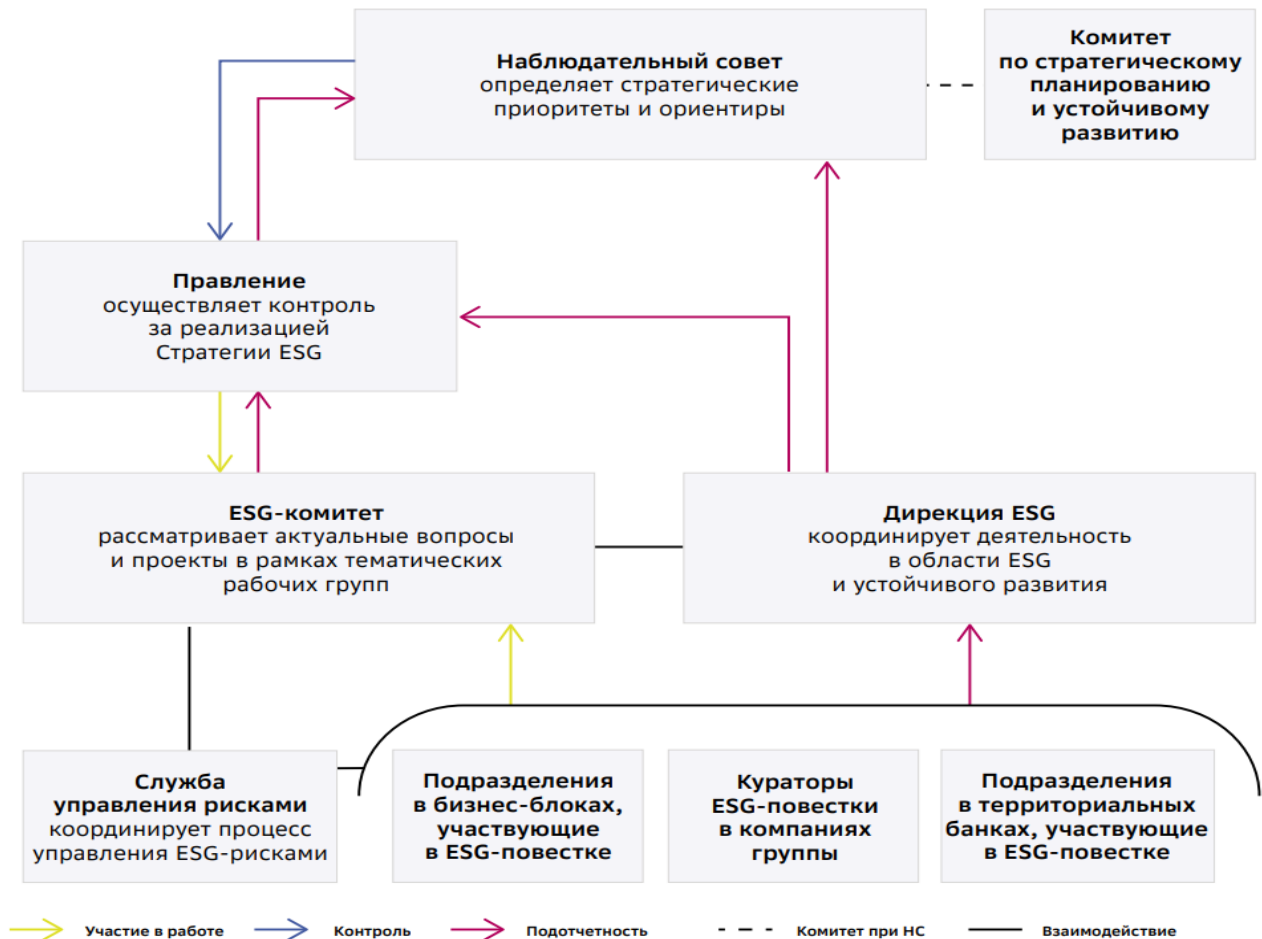 Наблюдательный совет
определяет стратегические
приоритеты и ориентиры
Комитет
по стратегическому
планированию
и устойчивому
развитию
Правление
осуществляет контроль
за реализацией
Стратегии ESG
ESG-комитет
рассматривает актуальные вопросы
и проекты в рамках тематических
рабочих групп
Дирекция ESG
координирует деятельность
в области ESG
и устойчивого развития
Служба
управления рисками
координирует процесс
управления ESG-рисками
Подразделения
в бизнес-блоках,
участвующие
в ESG-повестке
Кураторы
ESG-повестки
в компаниях
группы
Подразделения
в территориальных
банках, участвующие
в ESG-повестке
Участие в работе
Контроль
Подотчетность
Комитет при НС
Взаимодействие